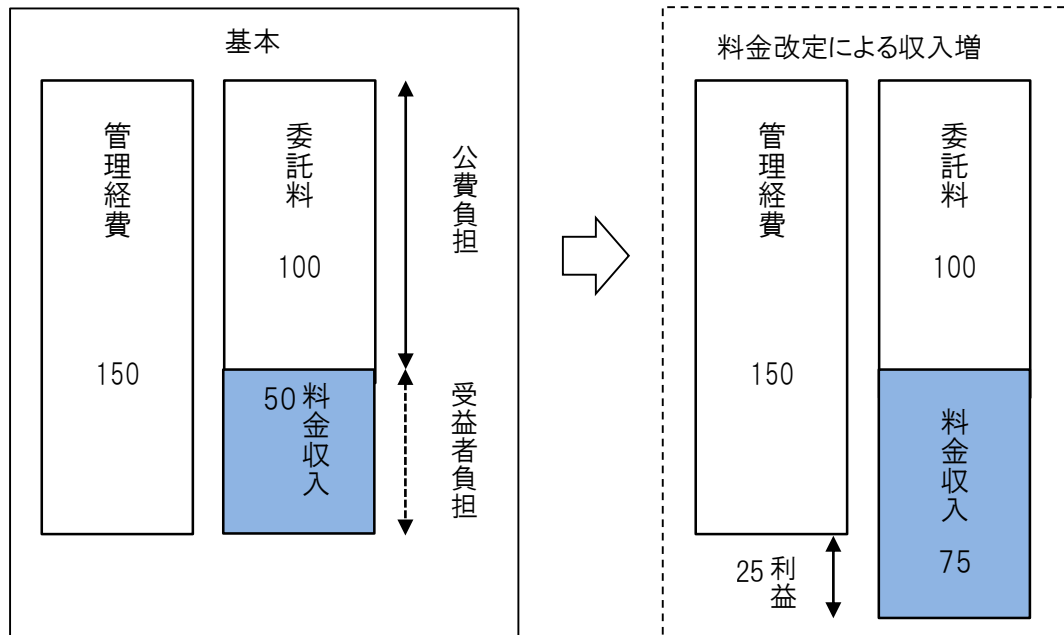 基本
管理経費
150
委託料
100
公費負担
50
料金収入
受益者負担
料金改定による収入増
管理経費
150
委託料
100
料金収入
75
25
利益